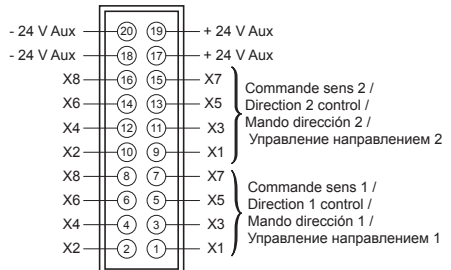 - 24 V Aux 20 19 + 24 V Aux
- 24 V Aux 18 17 + 24 V Aux
X8 16 15 X7
X6 14 13 X5
X4 12 11 X3
X2 10 9 X1
Commande sens 2 /
Direction 2 control /
Mando dirección 2 /
Управление направлением 2
X8 8 7 X7
X6 6 5 X5
X4 4 3 X3
X2 2 1 X1
Commande sens 1 /
Direction 1 control /
Mando dirección 1 /
Управление направлением 1